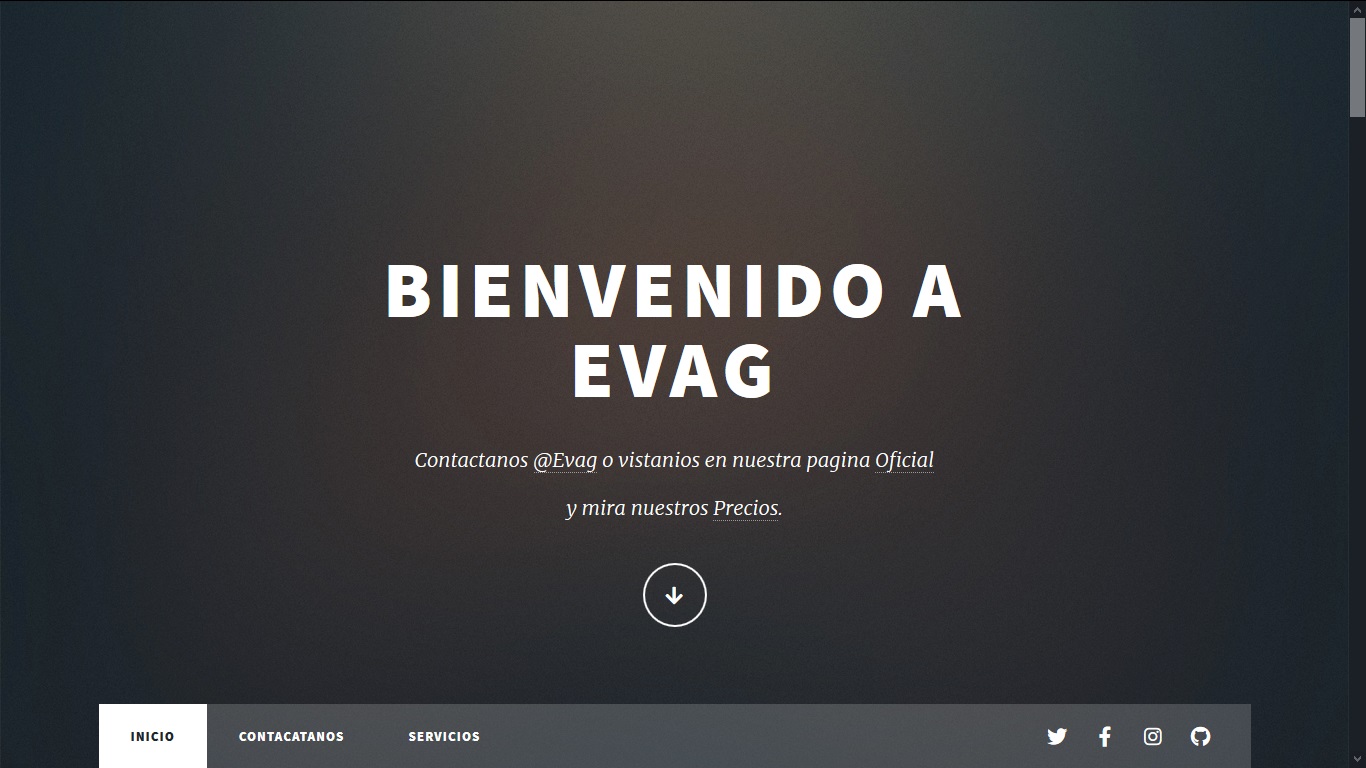 BIENVENIDO A
EVAG
Contactanos @Evag o vistanios en nuestra pagina Oficial
y mira nuestros Precios.
INICIO CONTACATANOS SERVICIOS